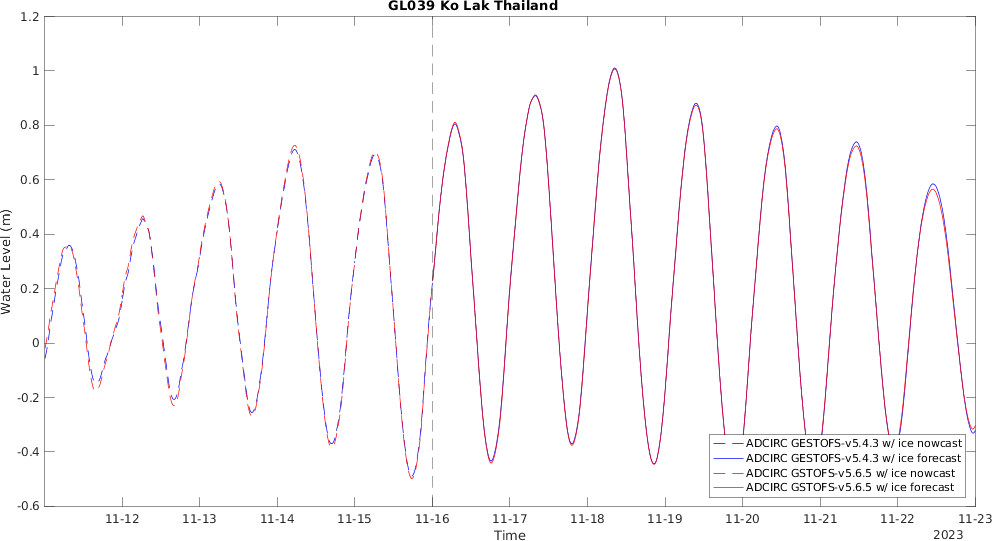 GL039 Ko Lak Thailand
1.2
1
0.8
0.6
0.4
0.2
0
-0.2
-0.4
-0.6
Water Level (m)
ADCIRC GESTOFS-v5.4.3 w/ ice nowcast
ADCIRC GESTOFS-v5.4.3 w/ ice forecast
ADCIRC GSTOFS-v5.6.5 w/ ice nowcast
ADCIRC GSTOFS-v5.6.5 w/ ice forecast
11-12 11-13 11-14 11-15 11-16 11-17 11-18 11-19 11-20 11-21 11-22 11-23
Time
2023